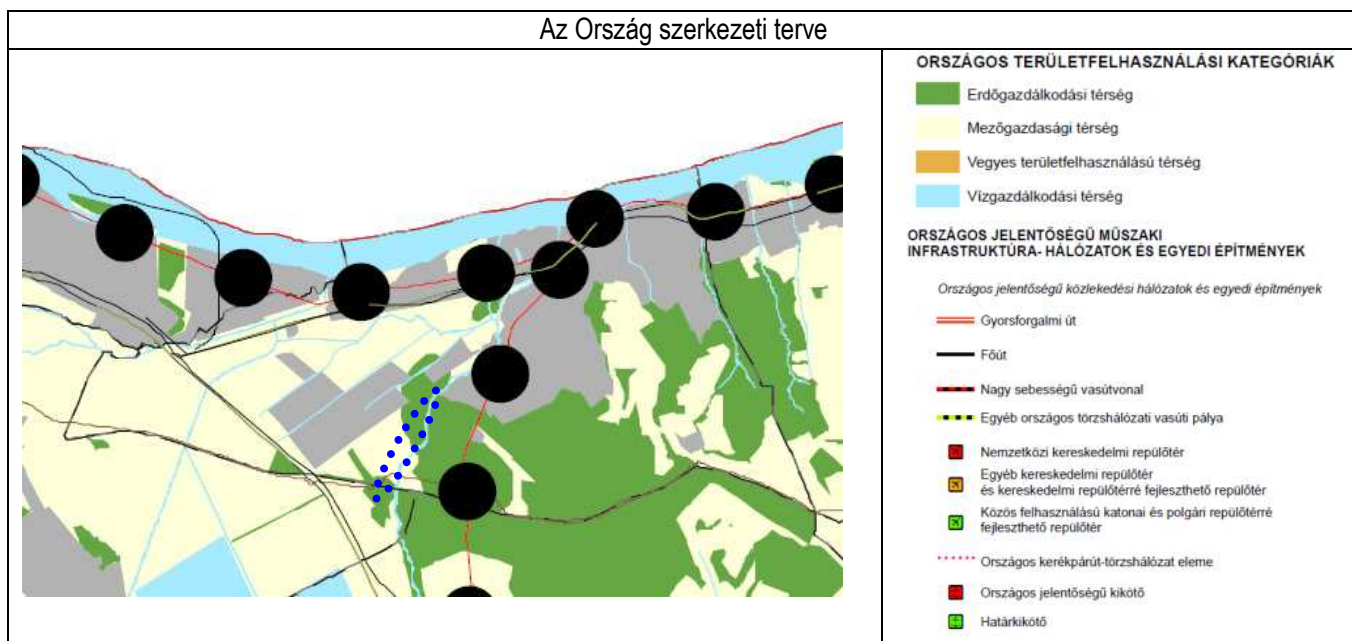 Az Ország szerkezeti terve
ORSZÁGOS TERÜLETFELHASZNÁLÁSI KATEGÓRIÁK
Erdőgazdálkodási térség
Mezőgazdasági térség
Vegyes területfelhasználású térség
Vízgazdálkodási térség
ORSZÁGOS JELENTŐSÉGŰ MŰSZAKI
INFRASTRUKTÚRA- HÁLÓZATOK ÉS EGYEDI ÉPÍTMÉNYEK
Országos jelentőségű közlekedési hálózatok és egyedi építmények
Gyorsforgalmi út
Főút
Nagy sebességű vasútvonal
Egyéb országos törzshálózati vasúti pálya
Nemzetközi kereskedelmi repülőtér
Egyéb kereskedelmi repülőtér
és kereskedelmi repülőtérré fejleszthető repülőtér
Közös felhasználású katonai és polgári repülőtérré
fejleszthető repülőtér
Országos kerékpárút-törzshálózat eleme
Országos jelentőségű kikötő
Határkikötő